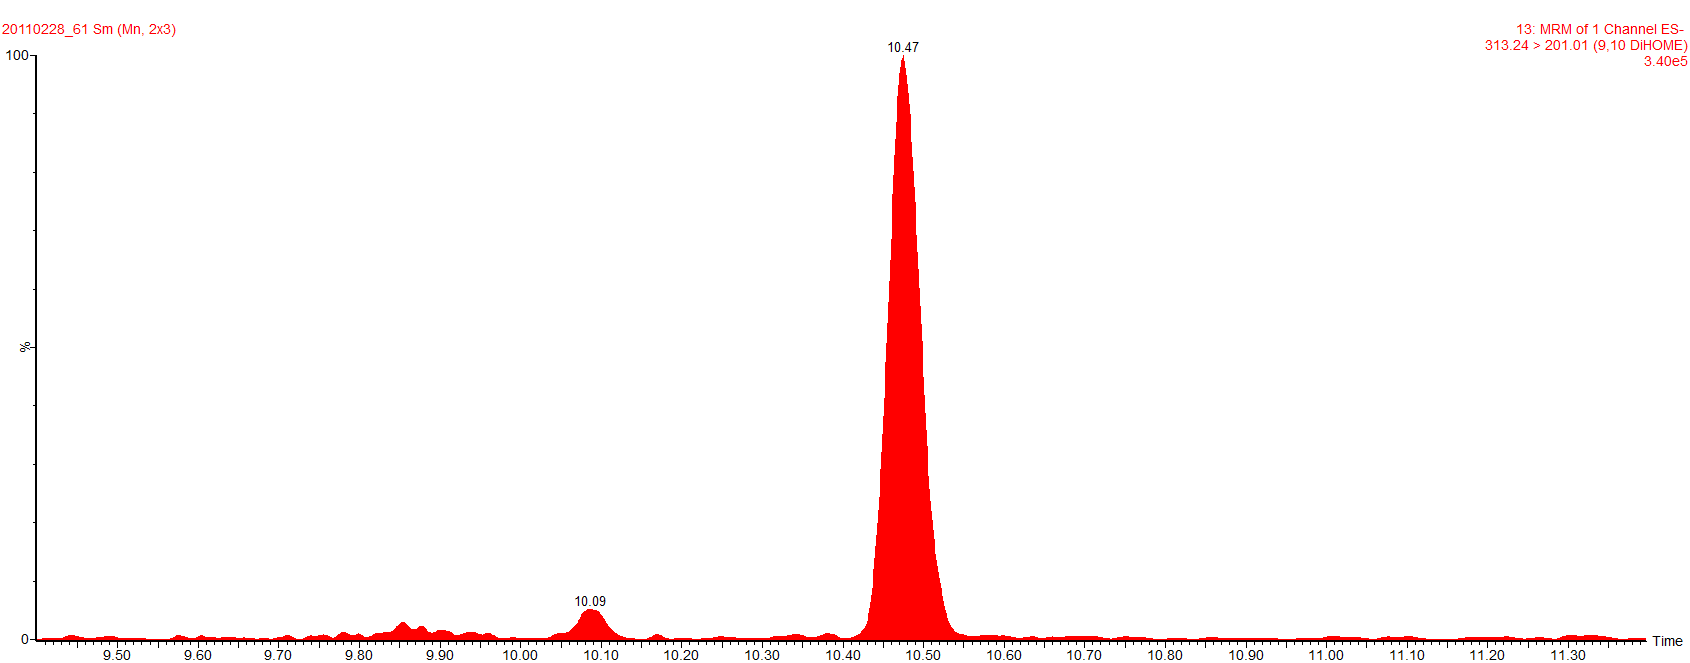 20110228_61 Sm (Mn, 2x3)
13: MRM of 1 Channel ES-
313.24 > 201.01 (9,10 DiHOME)
3.40e5
10.47
100
%
10.09
0
Time
9.50 9.60 9.70 9.80 9.90 10.00 10.10 10.20 10.30 10.40 10.50 10.60 10.70 10.80 10.90 11.00 11.10 11.20 11.30